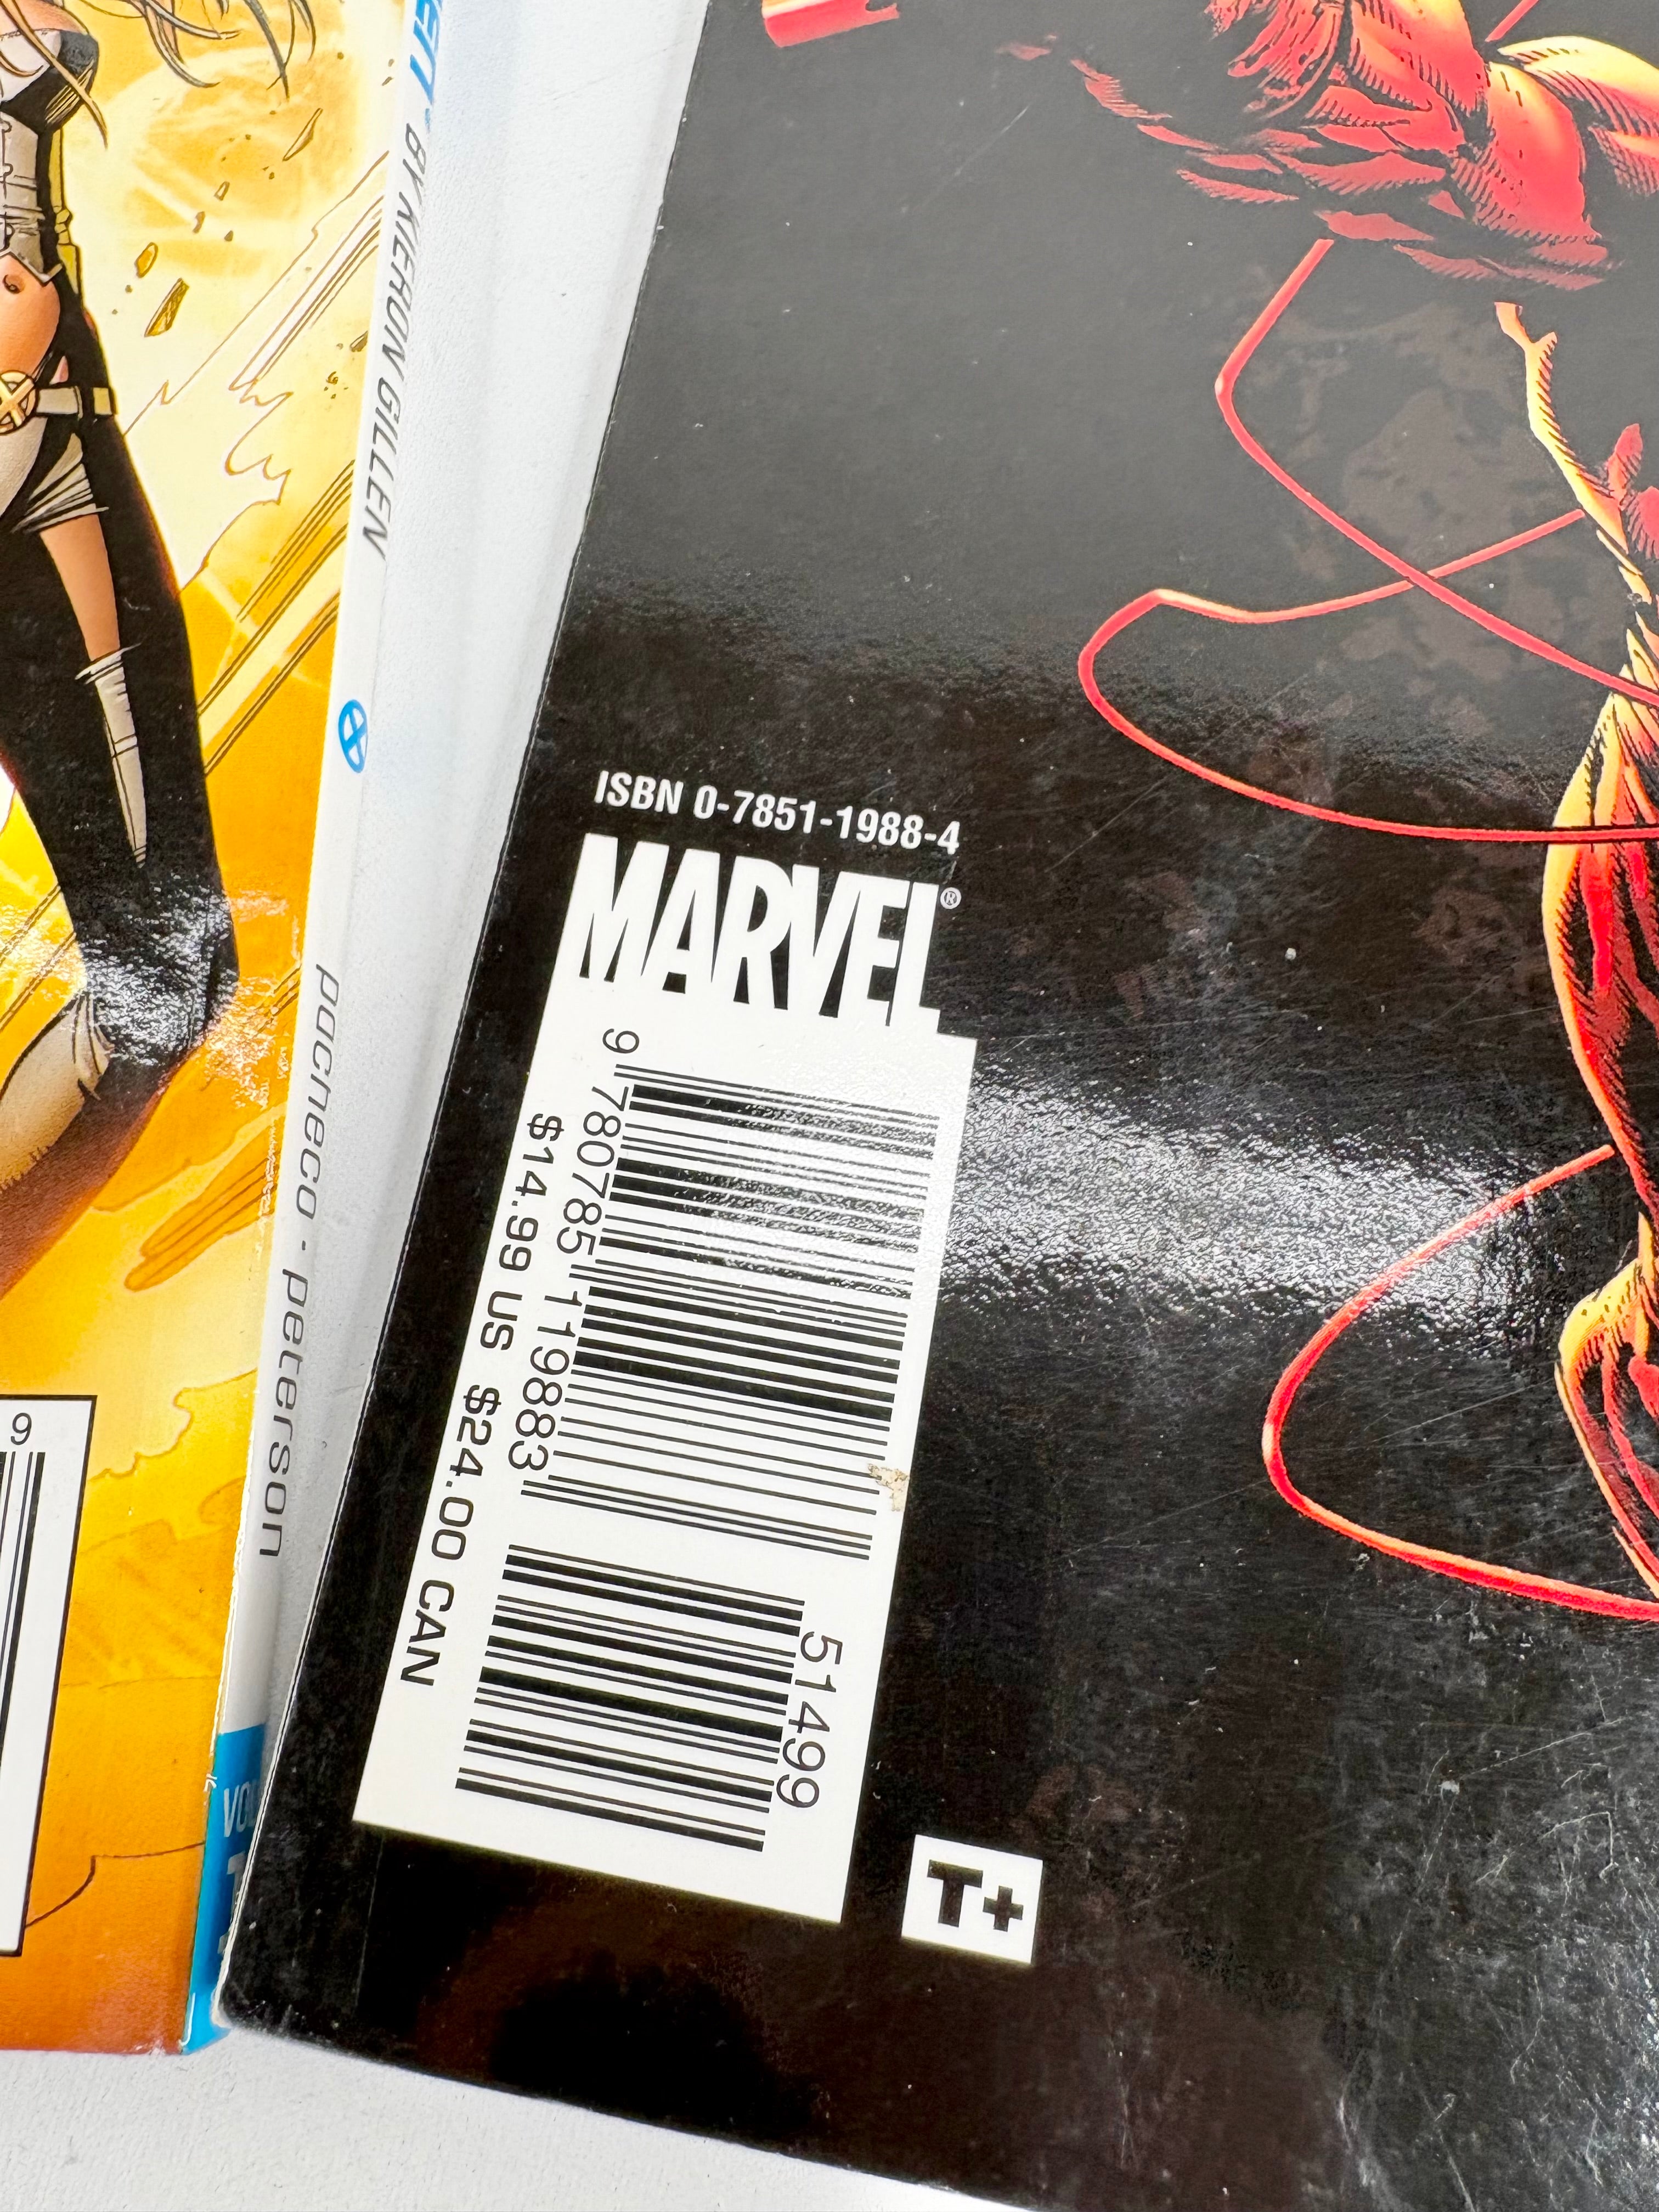 BY KIERON GILLEN
pacheco · peterson
9
ISBN 0-7851-1988-4
MARVEL®
9 780785 119883
51499
$14.99 US $24.00 CAN
T+